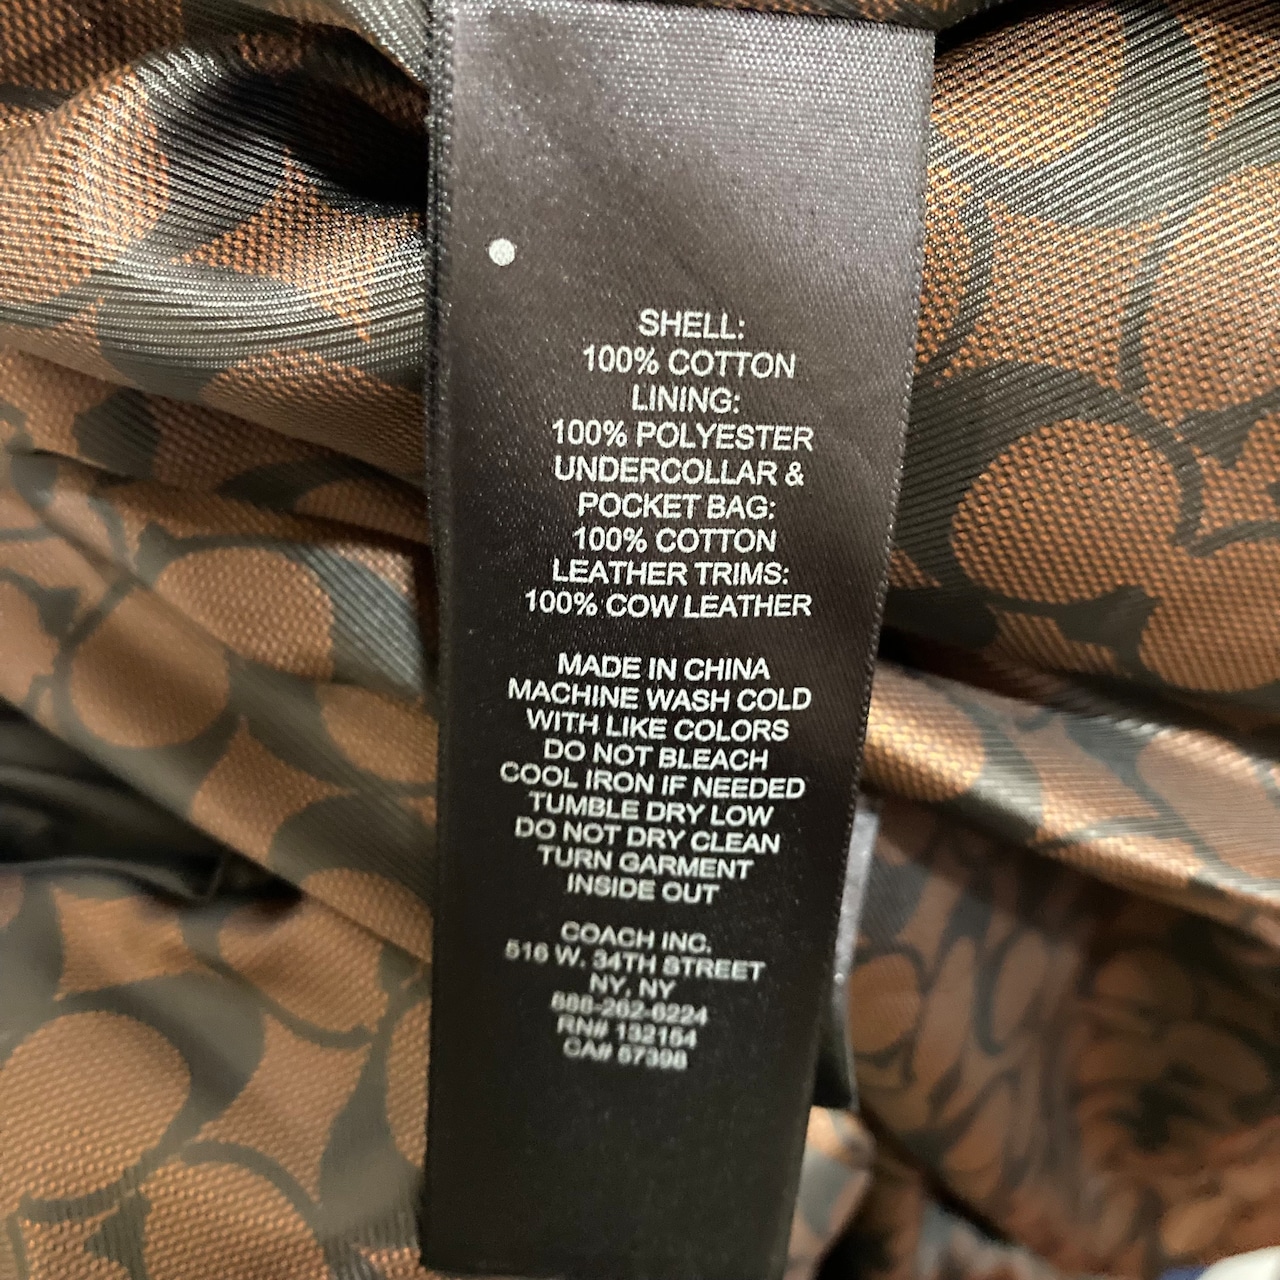 SHELL:
100% COTTON
LINING:
100% POLYESTER
UNDERCOLLAR &
POCKET BAG:
100% COTTON
LEATHER TRIMS:
100% COW LEATHER
MADE IN CHINA
MACHINE WASH COLD
WITH LIKE COLORS
DO NOT BLEACH
COOL IRON IF NEEDED
TUMBLE DRY LOW
DO NOT DRY CLEAN
TURN GARMENT
INSIDE OUT
COACH INC.
516 W. 34TH STREET
NY, NY
888-262-6224
RN# 132154
CA# 57398